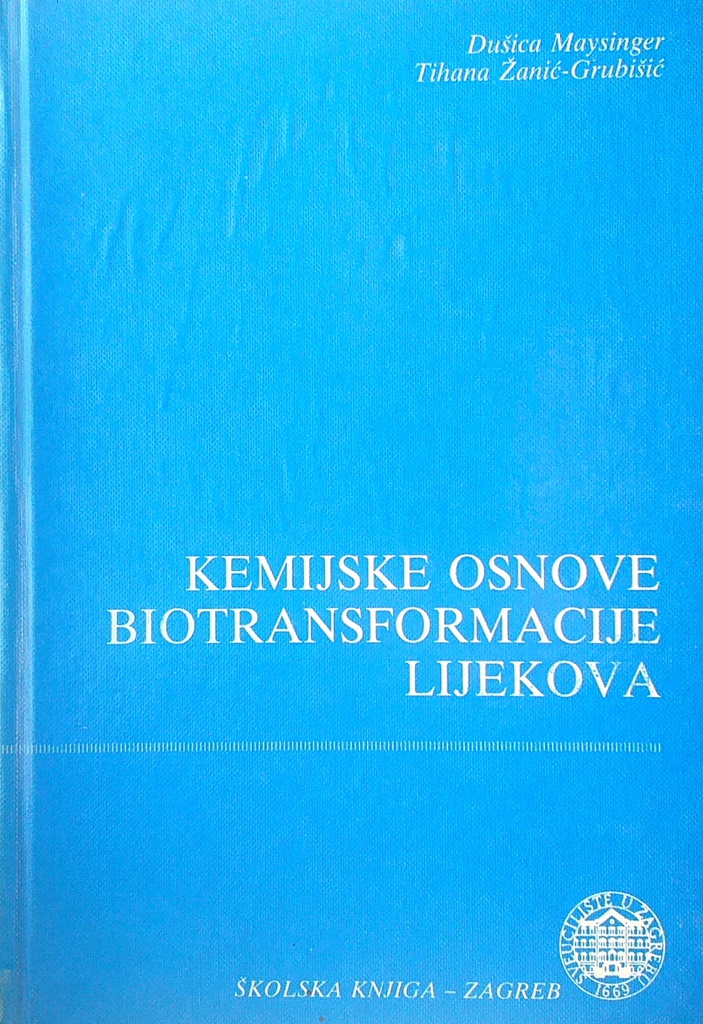 Dušica Maysinger
Tihana Žanić-Grubišić
KEMIJSKE OSNOVE
BIOTRANSFORMACIJE
LIJEKOVA
ŠKOLSKA KNJIGA – ZAGREB
SVEUČILIŠTE U ZAGREBU
1669